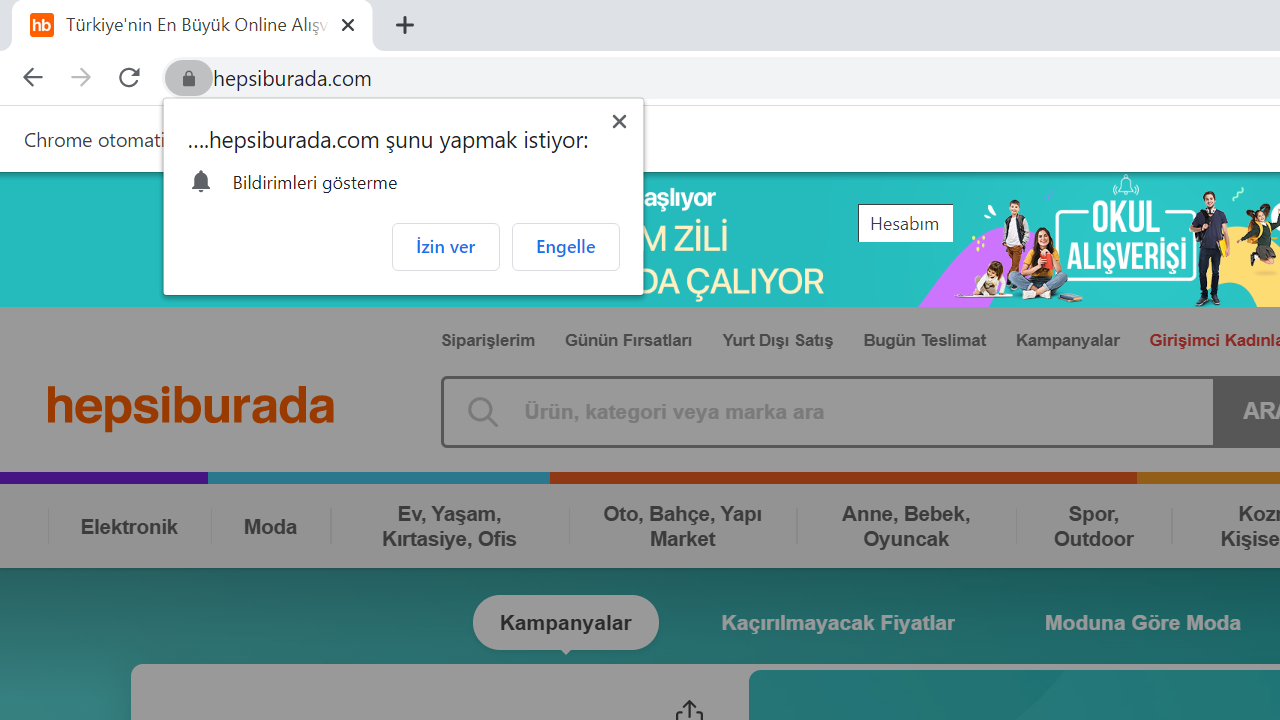 hb Türkiye'nin En Büyük Online Alışv
hepsiburada.com
Chrome otomati
....hepsiburada.com şunu yapmak istiyor:
Bildirimleri gösterme
İzin ver Engelle
aşlıyor
M ZİLİ
DA ÇALIYOR
Hesabım
OKUL
ALIŞVERİŞİ
Siparişlerim Günün Fırsatları Yurt Dışı Satış Bugün Teslimat Kampanyalar Girişimci Kadınla
hepsiburada
Ürün, kategori veya marka ara
ARA
Elektronik
Moda
Ev, Yaşam,
Kırtasiye, Ofis
Oto, Bahçe, Yapı
Market
Anne, Bebek,
Oyuncak
Spor,
Outdoor
Kozm
Kişise
Kampanyalar Kaçırılmayacak Fiyatlar Moduna Göre Moda